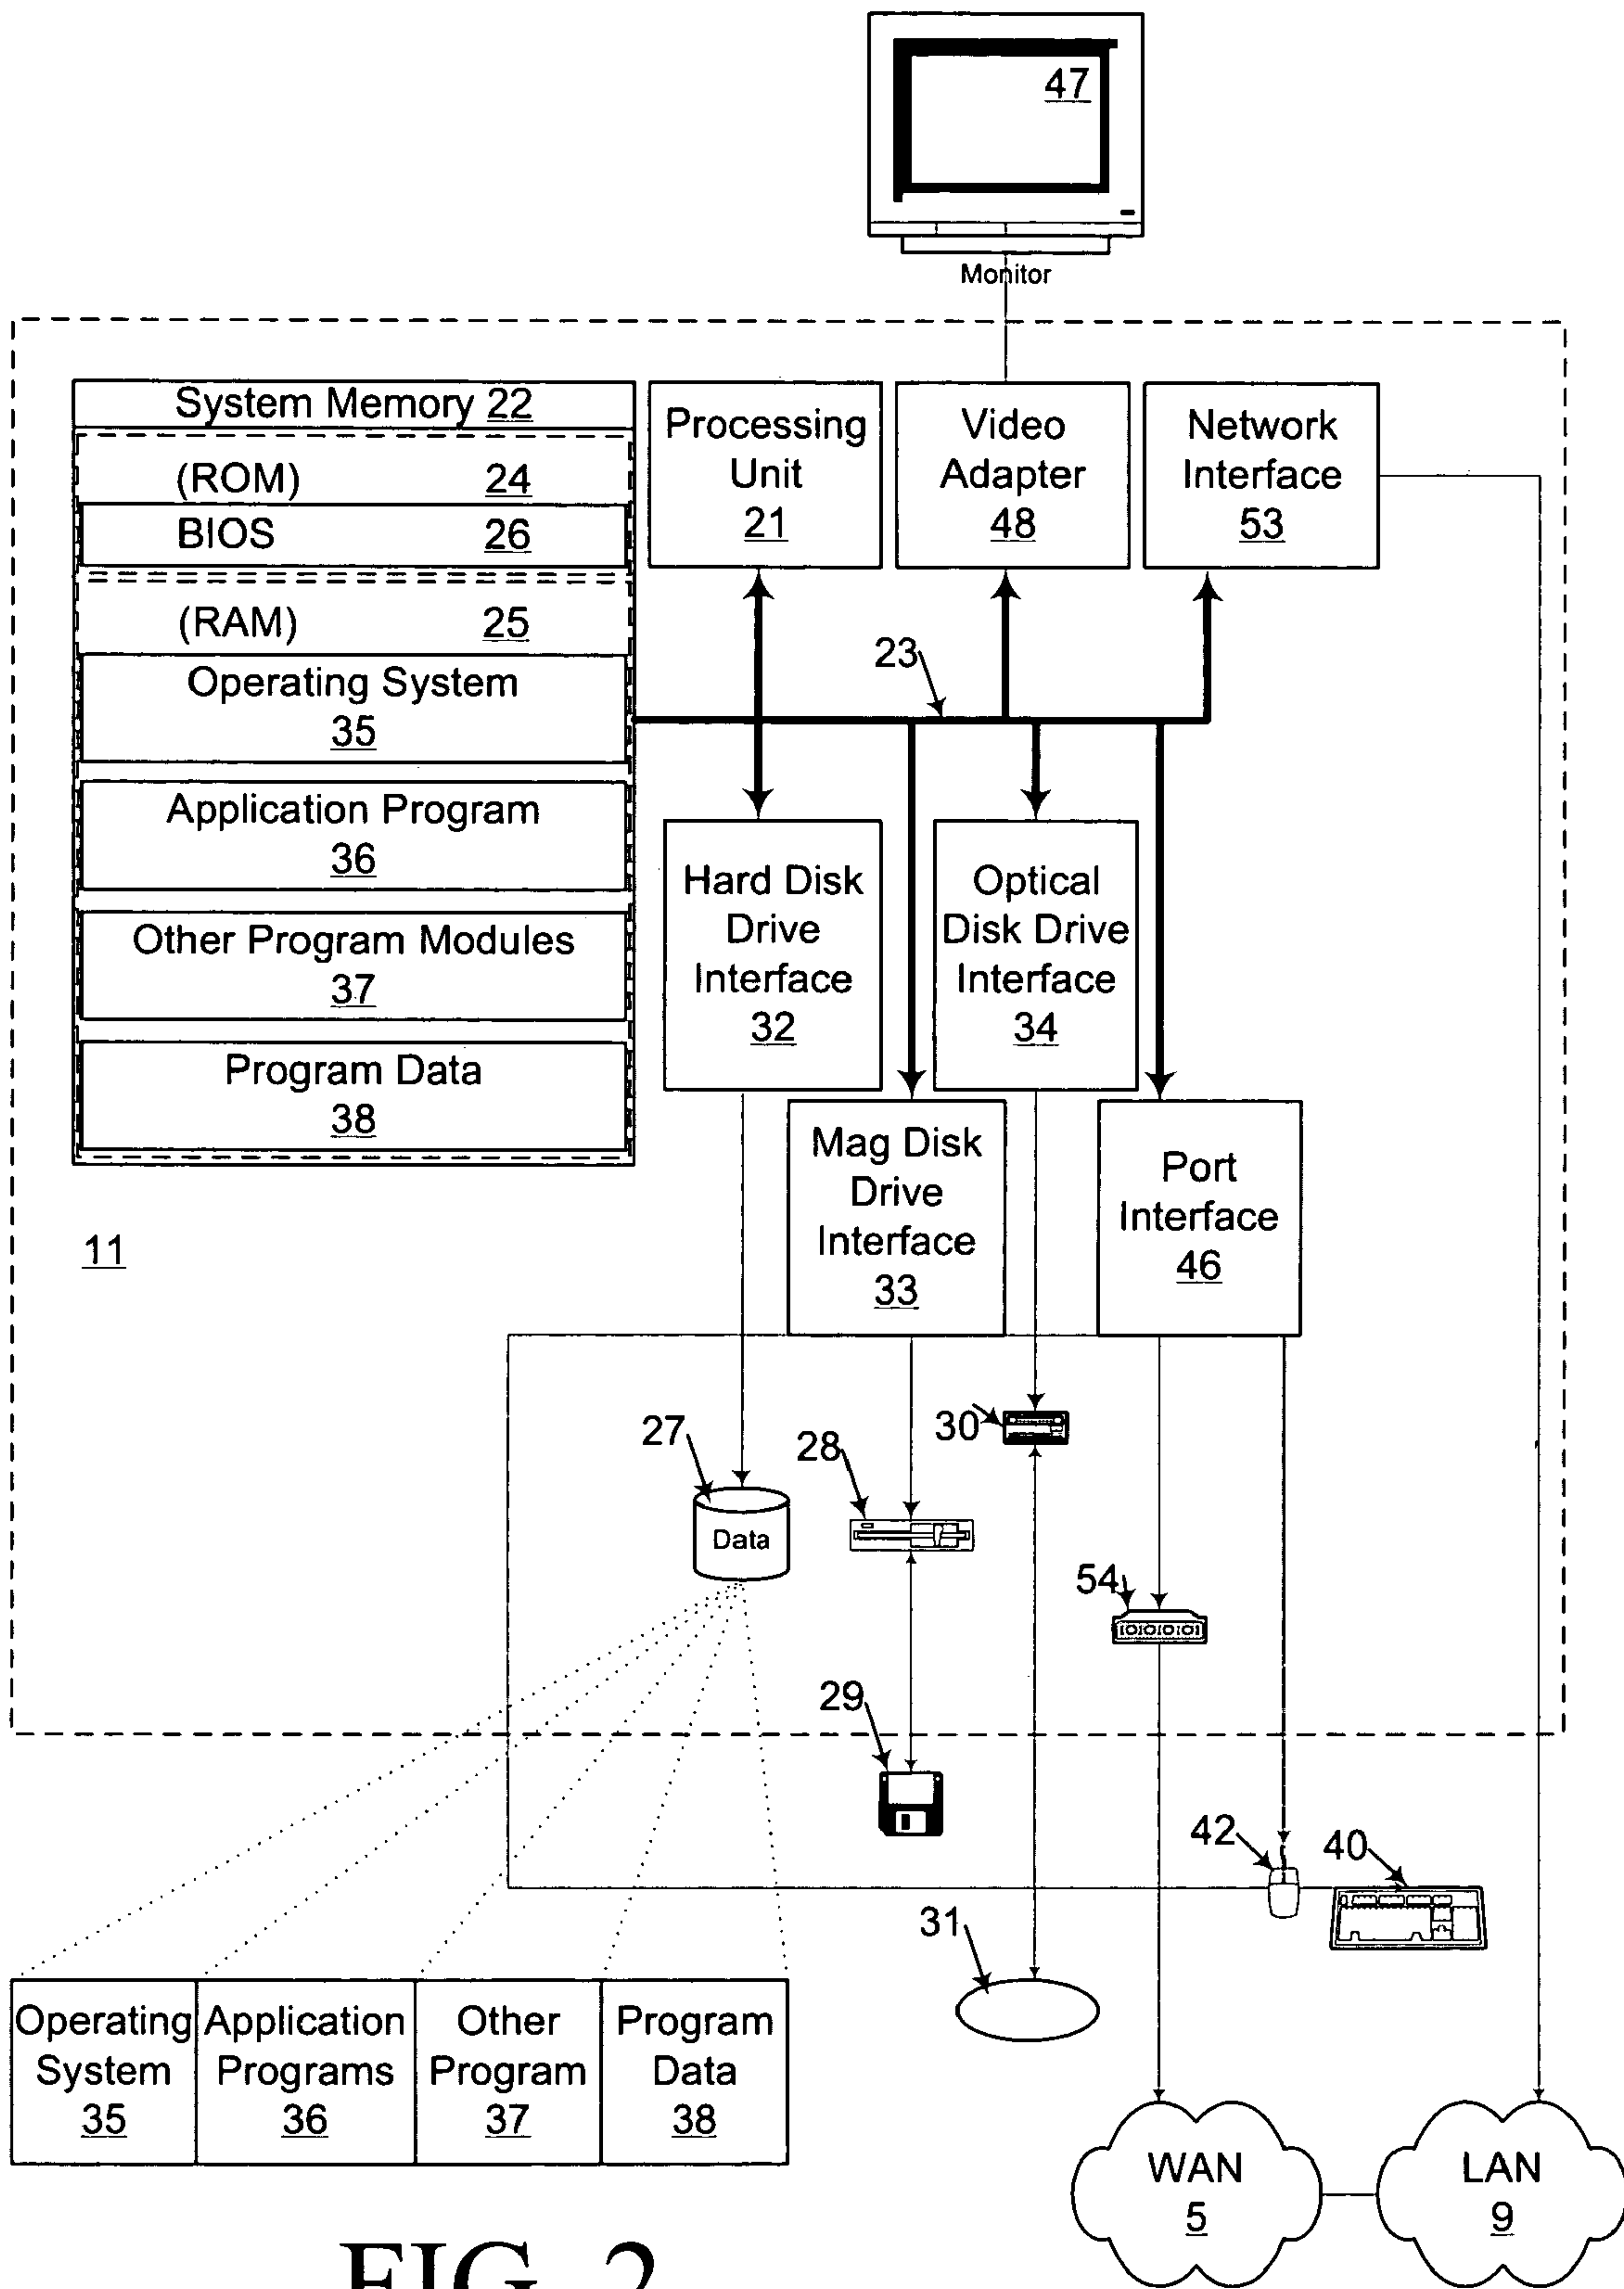 47
Monitor
System Memory 22
(ROM) 24
BIOS 26
(RAM) 25
Operating System
35
Application Program
36
Other Program Modules
37
Program Data
38
Processing
Unit
21
Video
Adapter
48
Network
Interface
53
23
Hard Disk
Drive
Interface
32
Optical
Disk Drive
Interface
34
Mag Disk
Drive
Interface
33
Port
Interface
46
11
27
Data
28
30
54
29
42
40
31
Operating
System
35
Application
Programs
36
Other
Program
37
Program
Data
38
WAN
5
LAN
9
FIG. 2